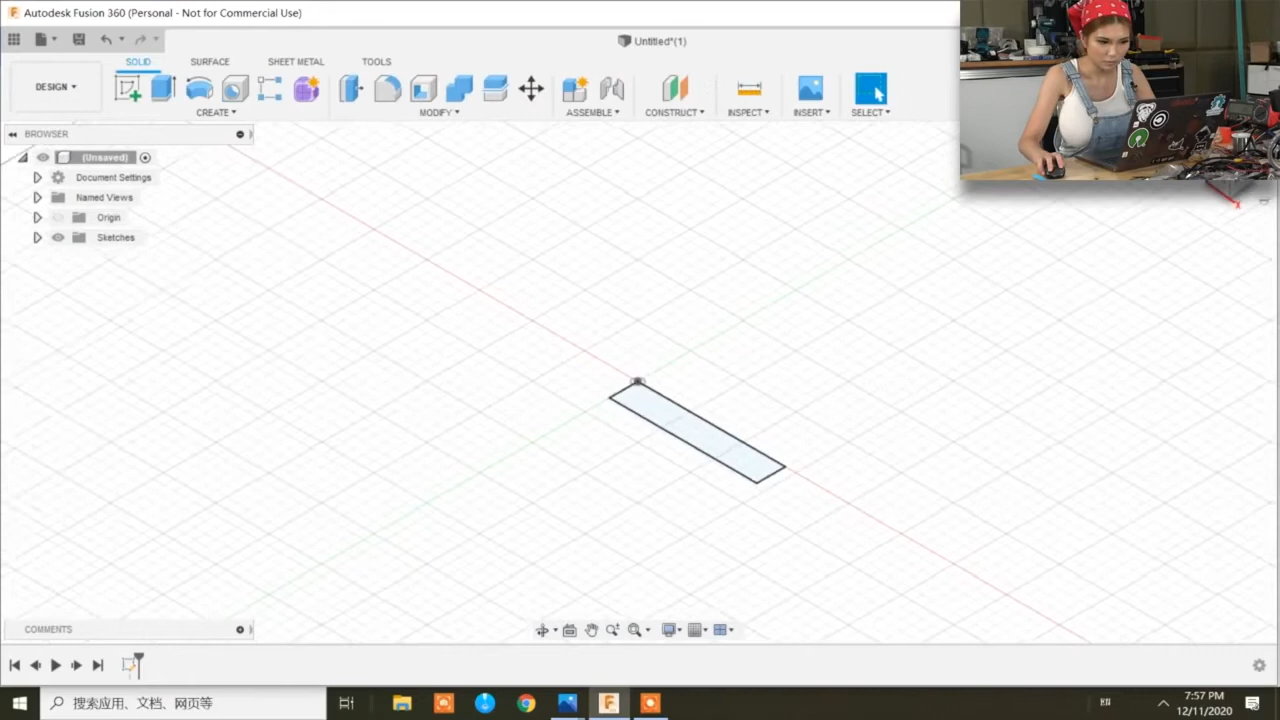 Autodesk Fusion 360 (Personal - Not for Commercial Use)
Untitled*(1)
SOLID SURFACE SHEET METAL TOOLS
DESIGN
CREATE MODIFY ASSEMBLE CONSTRUCT INSPECT INSERT SELECT
BROWSER
(Unsaved)
Document Settings
Named Views
Origin
Sketches
X
COMMENTS
搜索应用、文档、网页等
7:57 PM
12/11/2020